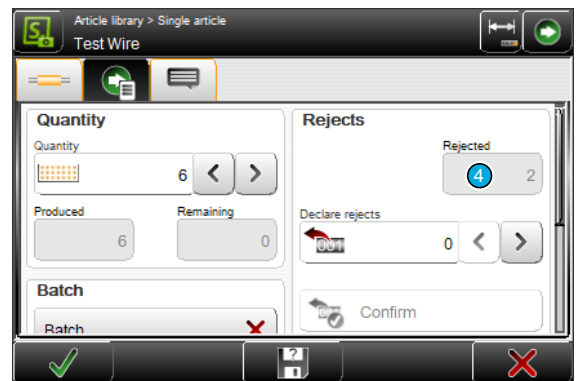 Article library > Single article
Test Wire
Quantity
Quantity
6
Produced
6
Remaining
0
Batch
Batch
Rejects
Rejected
4
2
Declare rejects
001
0
Confirm
?